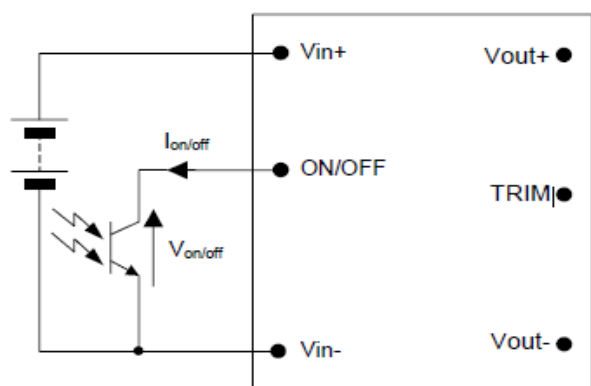 Vin+
Vout+
Ion/off
ON/OFF
TRIM
Von/off
Vin-
Vout-